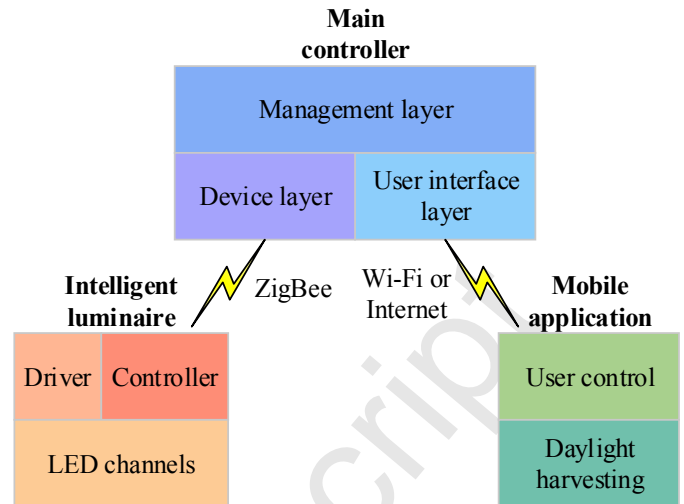 Main
controller
Management layer
Device layer
User interface
layer
Intelligent
luminaire
ZigBee
Wi-Fi or
Internet
Mobile
application
Driver
Controller
LED channels
User control
Daylight
harvesting
cript